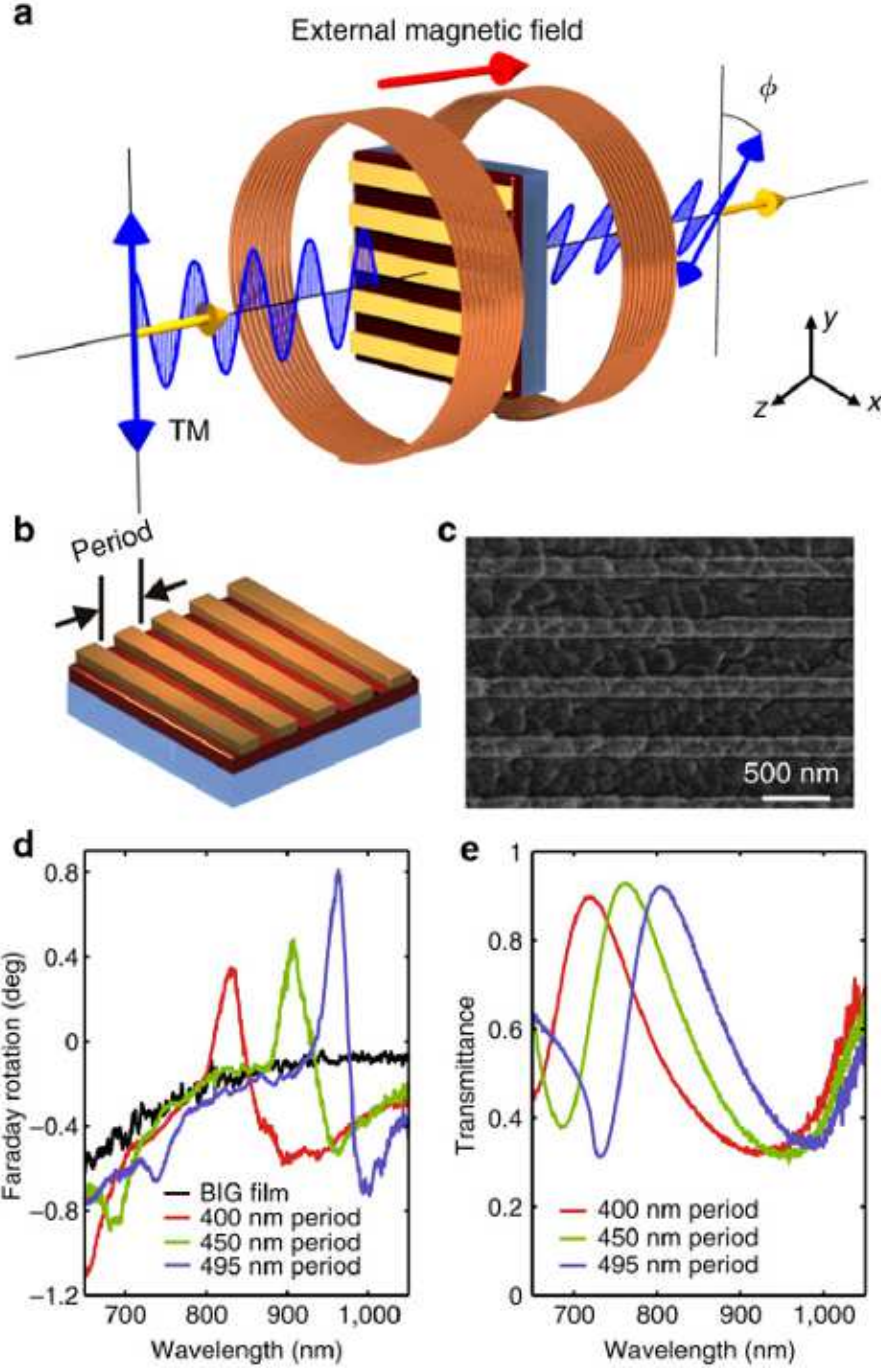 a
External magnetic field
ϕ
TM
y
z
x
b
Period
c
500 nm
d
0.8
0.4
0
−0.4
−0.8
−1.2
Faraday rotation (deg)
BIG film
400 nm period
450 nm period
495 nm period
700 800 900 1,000
Wavelength (nm)
e
1
0.8
0.6
0.4
0.2
0
Transmittance
400 nm period
450 nm period
495 nm period
700 800 900 1,000
Wavelength (nm)